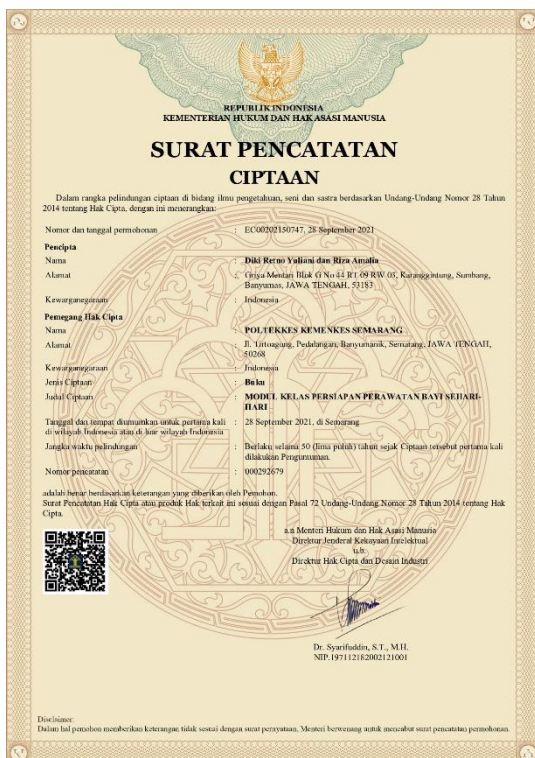 REPUBLIK INDONESIA
KEMENTERIAN HUKUM DAN HAK ASASI MANUSIA
SURAT PENCATATAN
CIPTAAN
Dalam rangka pelindungan ciptaan di bidang ilmu pengetahuan, seni dan sastra berdasarkan Undang-Undang Nomor 28 Tahun
2014 tentang Hak Cipta, dengan ini menerangkan:
Nomor dan tanggal permohonan : EC00202150747, 28 September 2021
Pencipta
Nama : Diki Retno Yuliani dan Riza Amalia
Alamat : Griya Mentari Blok G No 44 RT 09 RW 03, Karanggintung, Sumbang,
Banyumas, JAWA TENGAH, 53183
Kewarganegaraan : Indonesia
Pemegang Hak Cipta
Nama : POLTEKKES KEMENKES SEMARANG
Alamat : Jl. Tirtoagung, Pedalangan, Banyumanik, Semarang, JAWA TENGAH,
50268
Kewarganegaraan : Indonesia
Jenis Ciptaan : Buku
Judul Ciptaan : MODUL KELAS PERSIAPAN PERAWATAN BAYI SEHARI-
HARI
Tanggal dan tempat diumumkan untuk pertama kali : 28 September 2021, di Semarang
di wilayah Indonesia atau di luar wilayah Indonesia
Jangka waktu pelindungan : Berlaku selama 50 (lima puluh) tahun sejak Ciptaan tersebut pertama kali
dilakukan Pengumuman.
Nomor pencatatan : 000292679
adalah benar berdasarkan keterangan yang diberikan oleh Pemohon.
Surat Pencatatan Hak Cipta atau produk Hak terkait ini sesuai dengan Pasal 72 Undang-Undang Nomor 28 Tahun 2014 tentang Hak
Cipta.
a.n Menteri Hukum dan Hak Asasi Manusia
Direktur Jenderal Kekayaan Intelektual
u.b.
Direktur Hak Cipta dan Desain Industri
Dr. Syarifuddin, S.T., M.H.
NIP.197112182002121001
Disclaimer:
Dalam hal pemohon memberikan keterangan tidak sesuai dengan surat pernyataan, Menteri berwenang untuk mencabut surat pencatatan permohonan.